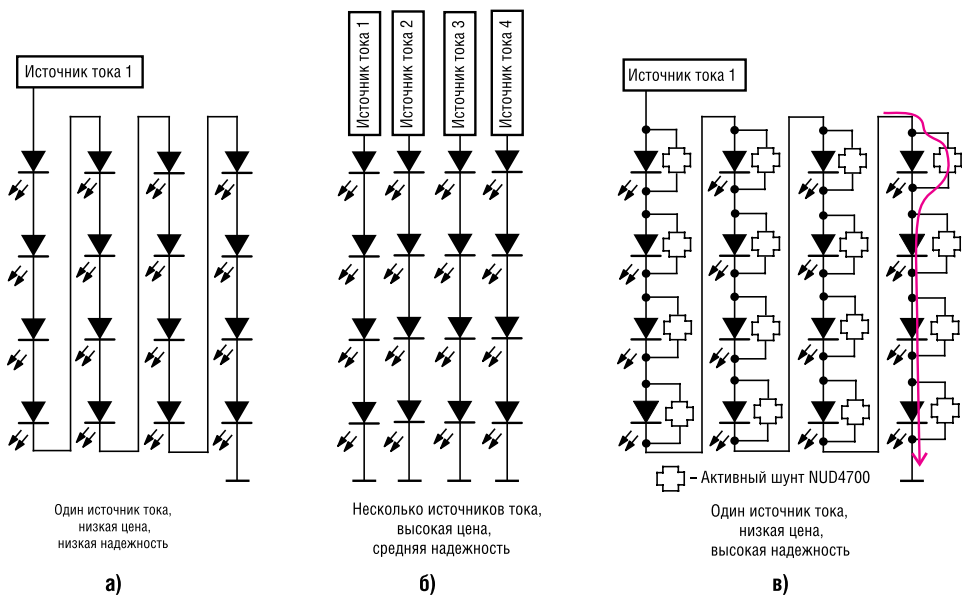 Источник тока 1
Источник тока 1
Источник тока 2
Источник тока 3
Источник тока 4
Источник тока 1
– Активный шунт NUD4700
Один источник тока,
низкая цена,
низкая надежность
Несколько источников тока,
высокая цена,
средняя надежность
Один источник тока,
низкая цена,
высокая надежность
а)
б)
в)